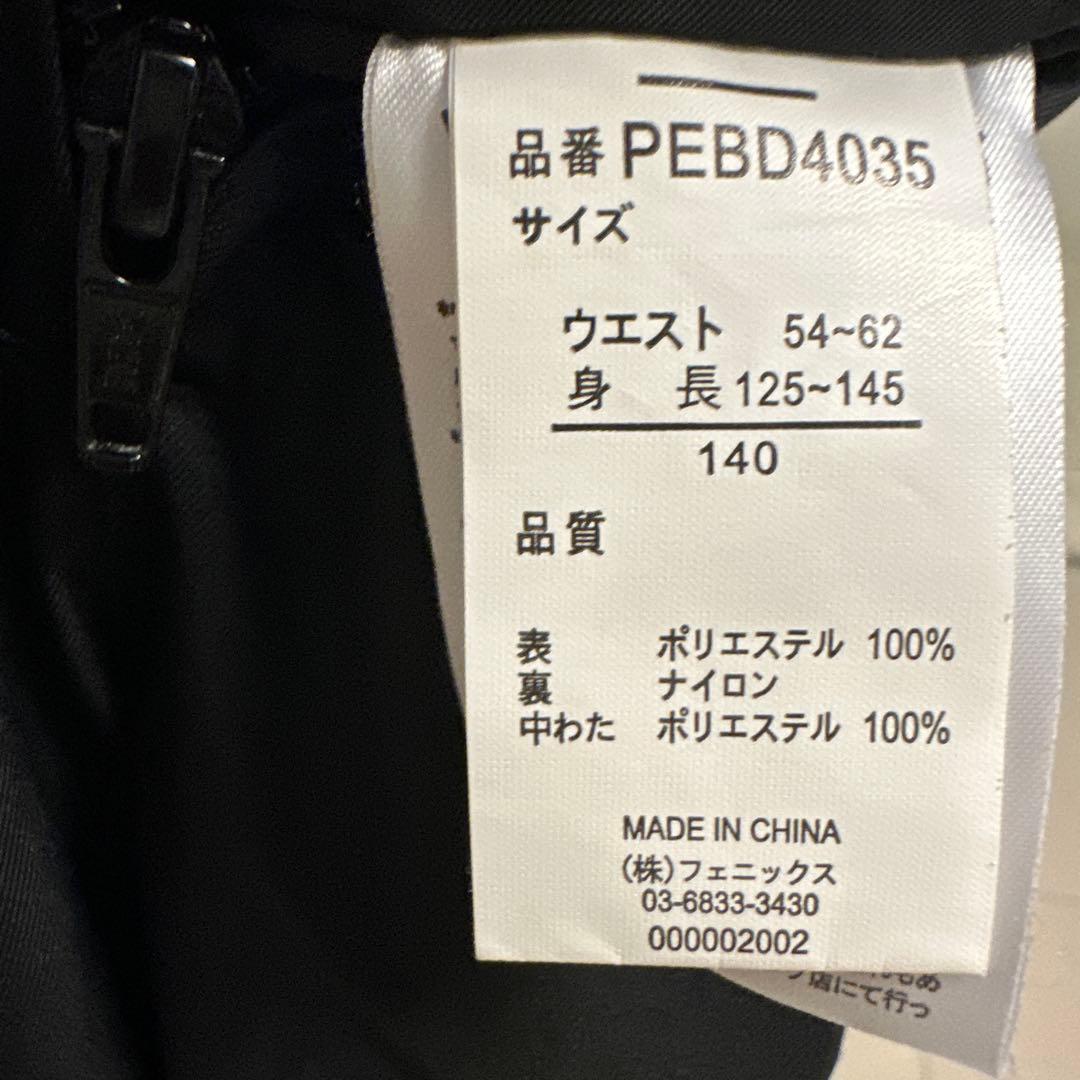 品番 PEBD4035
サイズ
ウエスト 54~62
身 長 125~145
140
品質
表 ポリエステル 100%
裏 ナイロン
中わた ポリエステル 100%
MADE IN CHINA
(株)フェニックス
03-6833-3430
000002002
店にて行っ